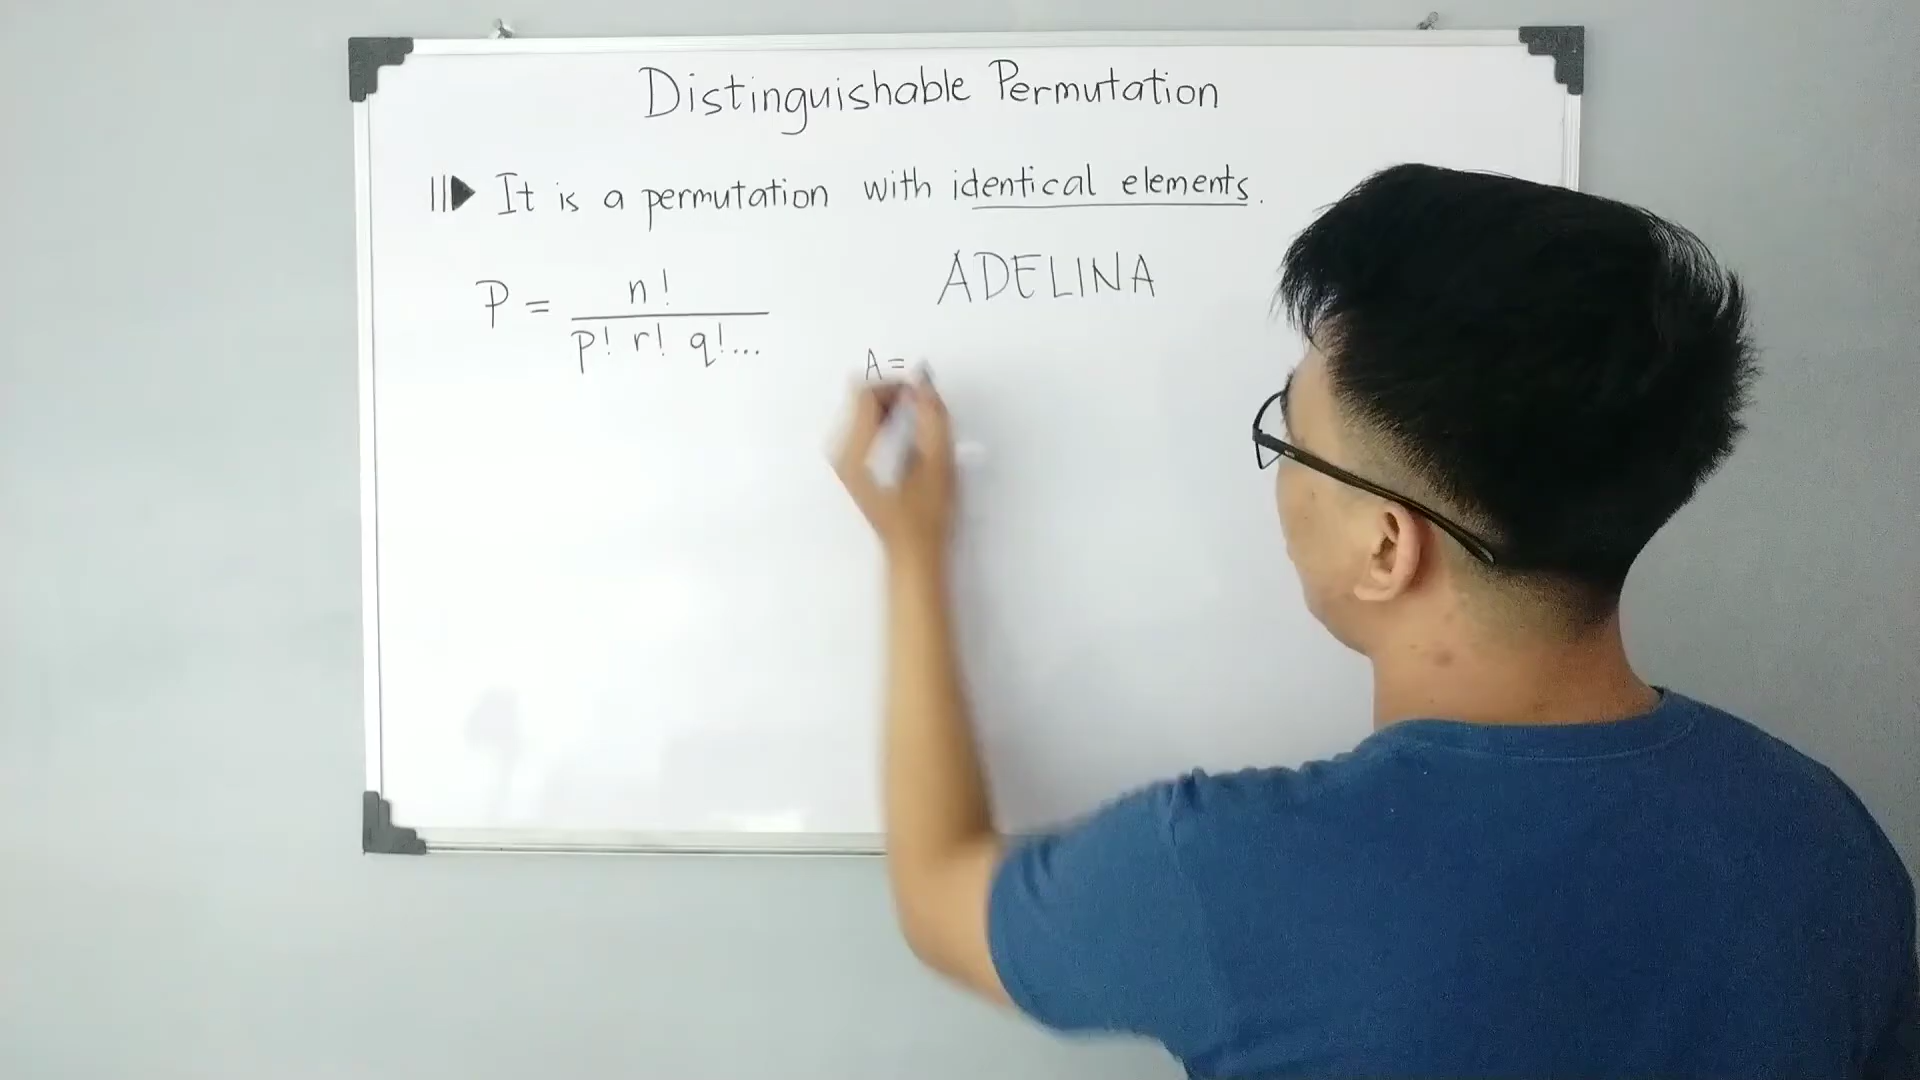 Distinguishable Permutation
It is a permutation with identical elements.
P = n! / p! r! q!...
ADELINA
A =